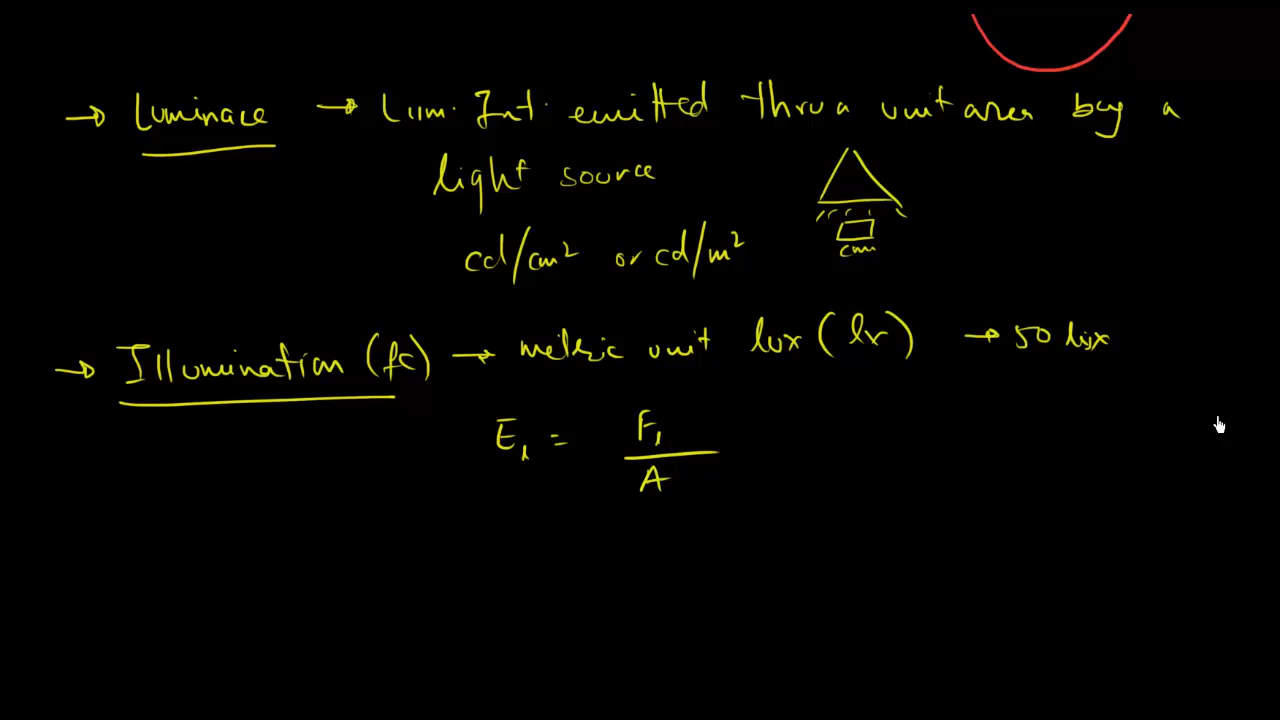 → Luminace → Lum. Int. emitted thru a unit area by a
light source
cd/cm² or cd/m²
→ Illumination (fc) → metric unit lux (lx) → 50 lux
E₁ = F₁
A